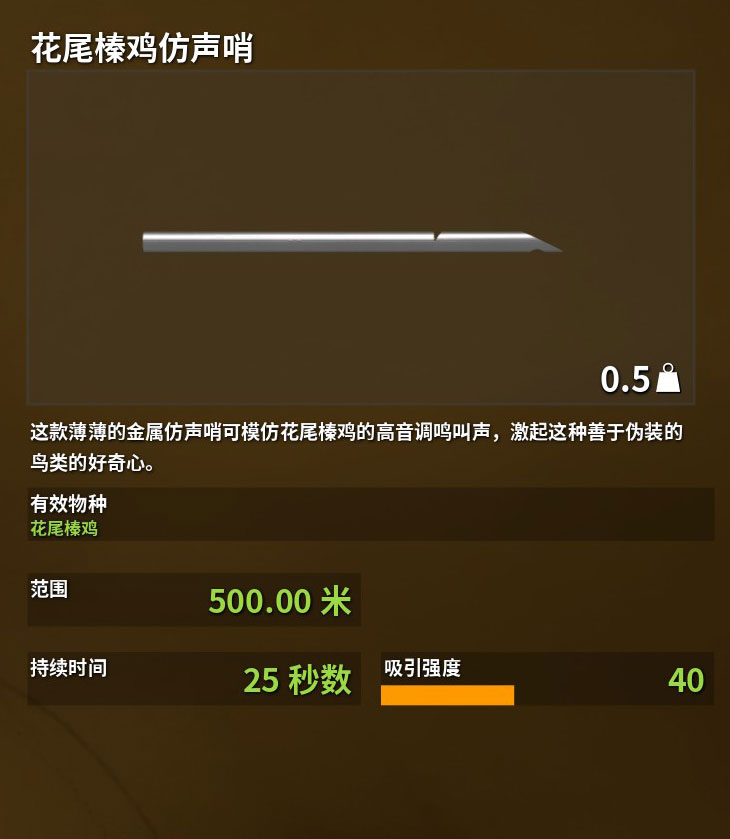 花尾榛鸡仿声哨
0.5
这款薄薄的金属仿声哨可模仿花尾榛鸡的高音调鸣叫声，激起这种善于伪装的
鸟类的好奇心。
有效物种
花尾榛鸡
范围
500.00 米
持续时间
25 秒数
吸引强度
40